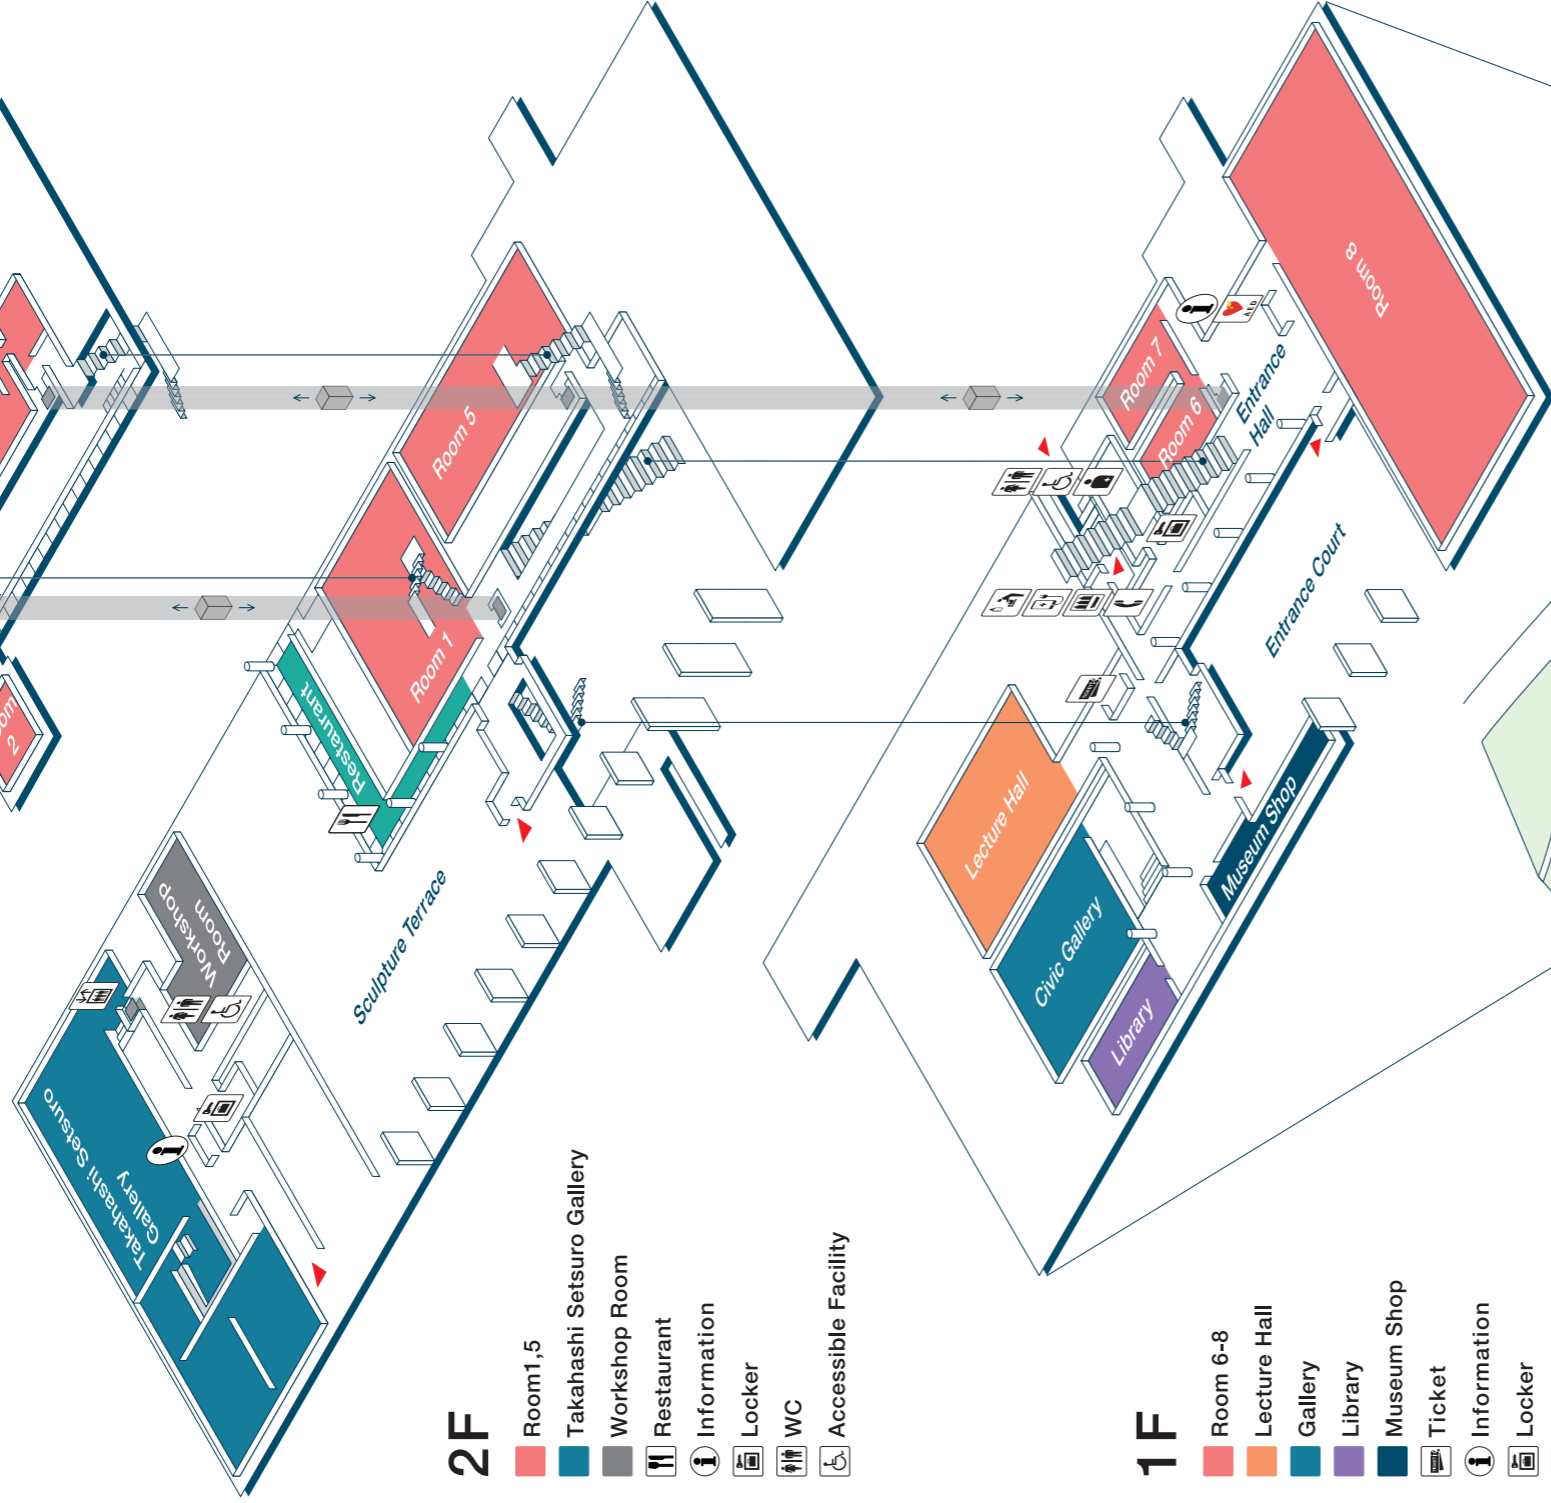 2F
Room1,5
Takahashi Setsuro Gallery
Workshop Room
Restaurant
Information
Locker
WC
Accessible Facility
Takahashi Setsuro
Gallery
Workshop
Room
Sculpture Terrace
Restaurant
Room 1
Room 5
2
1F
Room 6-8
Lecture Hall
Gallery
Library
Museum Shop
Ticket
Information
Locker
Library
Civic Gallery
Lecture Hall
Museum Shop
Entrance Court
Entrance
Hall
Room 6
Room 7
Room 8
AED